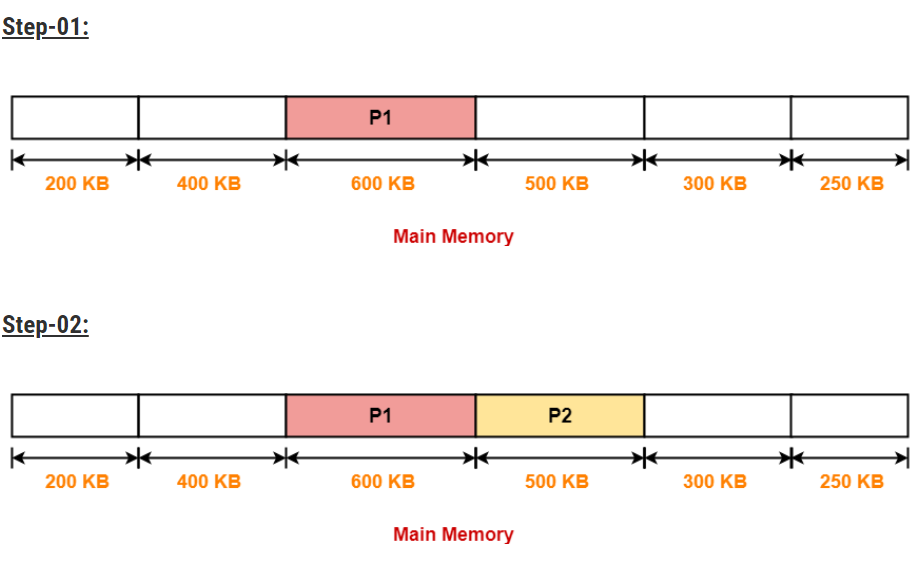 Step-01:
P1
200 KB 400 KB 600 KB 500 KB 300 KB 250 KB
Main Memory
Step-02:
P1 P2
200 KB 400 KB 600 KB 500 KB 300 KB 250 KB
Main Memory